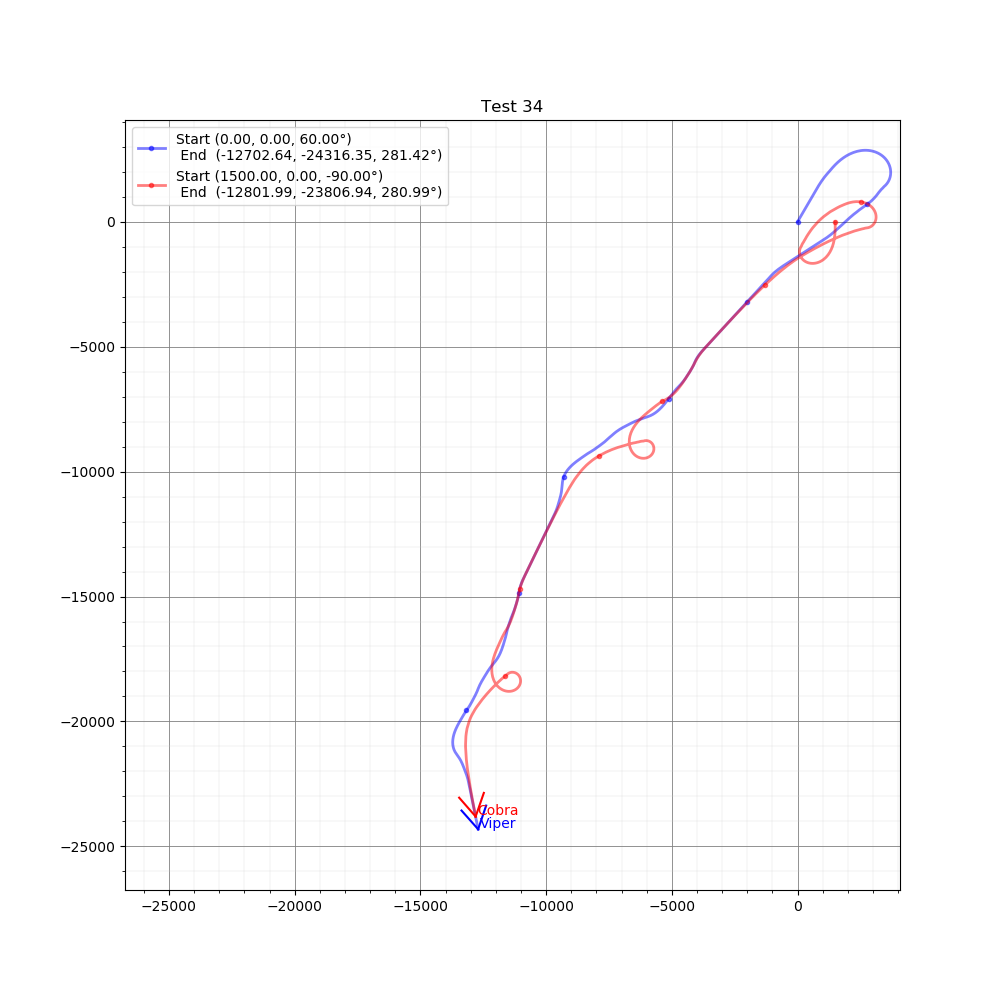 Test 34
Start (0.00, 0.00, 60.00°)
End  (-12702.64, -24316.35, 281.42°)
Start (1500.00, 0.00, -90.00°)
End  (-12801.99, -23806.94, 280.99°)
0
−5000
−10000
−15000
−20000
−25000
Cobra
Viper
−25000
−20000
−15000
−10000
−5000
0